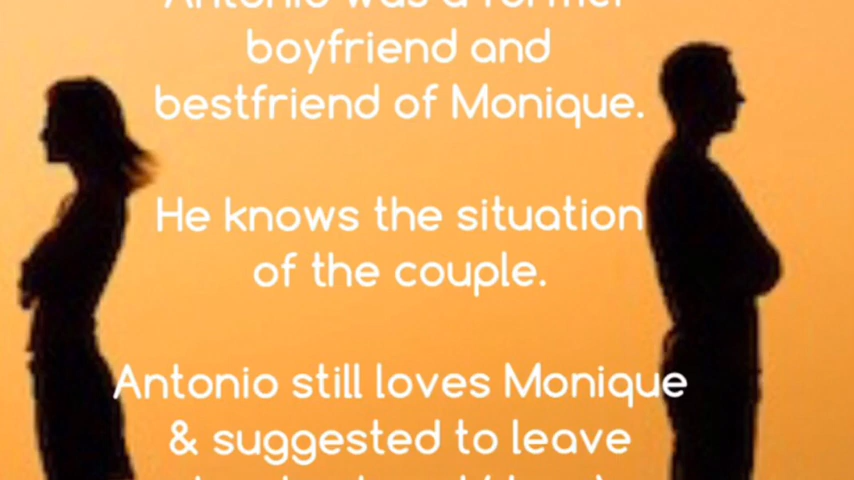 Antonio was a former
boyfriend and
bestfriend of Monique.
He knows the situation
of the couple.
Antonio still loves Monique
& suggested to leave